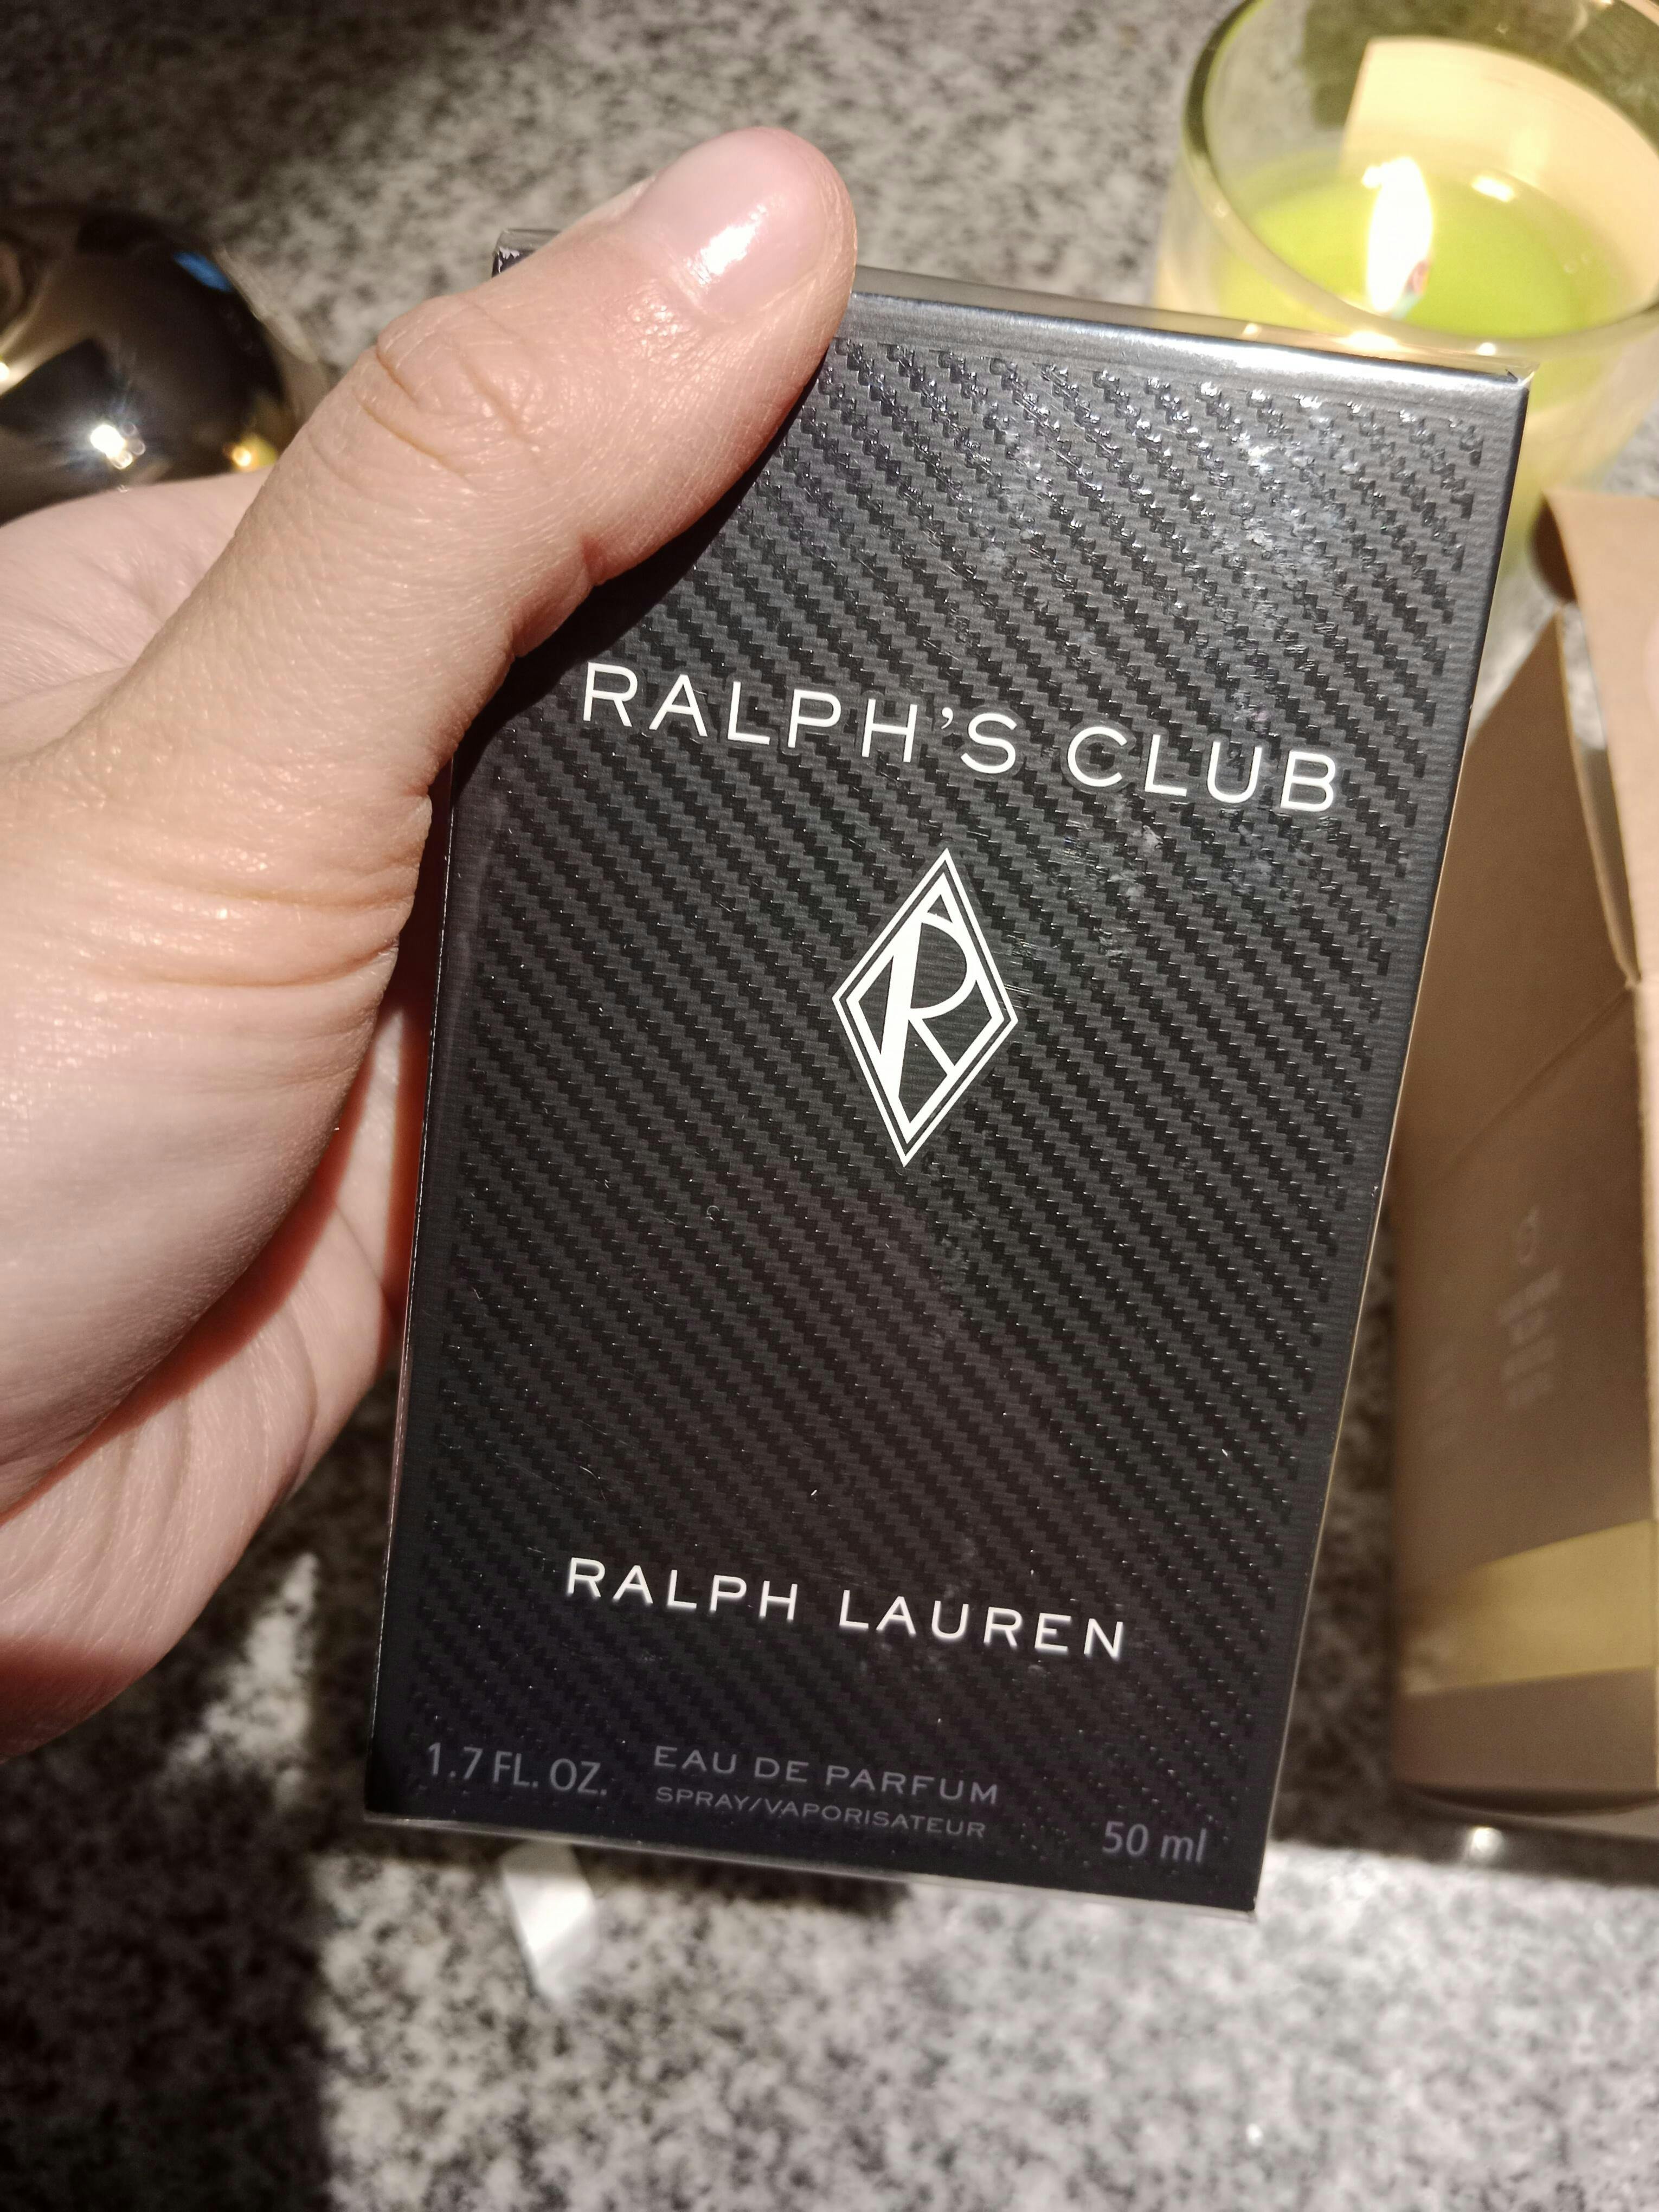 RALPH'S CLUB
R
RALPH LAUREN
1.7 FL. OZ. EAU DE PARFUM 50 ml
SPRAY/VAPORISATEUR